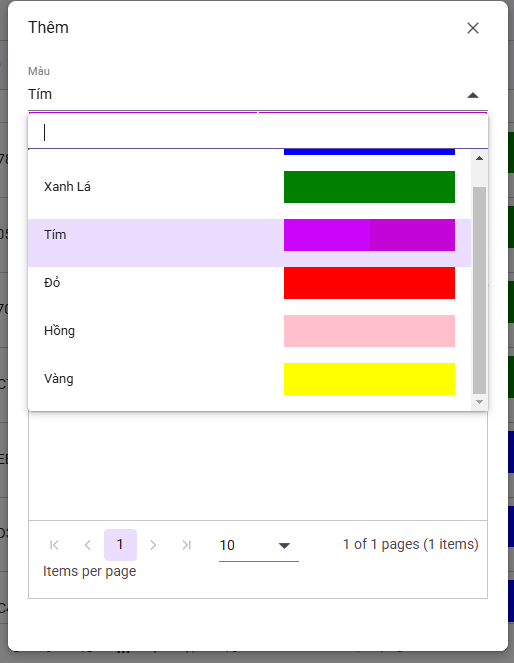 Thêm
Màu
Tím
Xanh Lá
Tím
Đỏ
Hồng
Vàng
1
10
1 of 1 pages (1 items)
Items per page